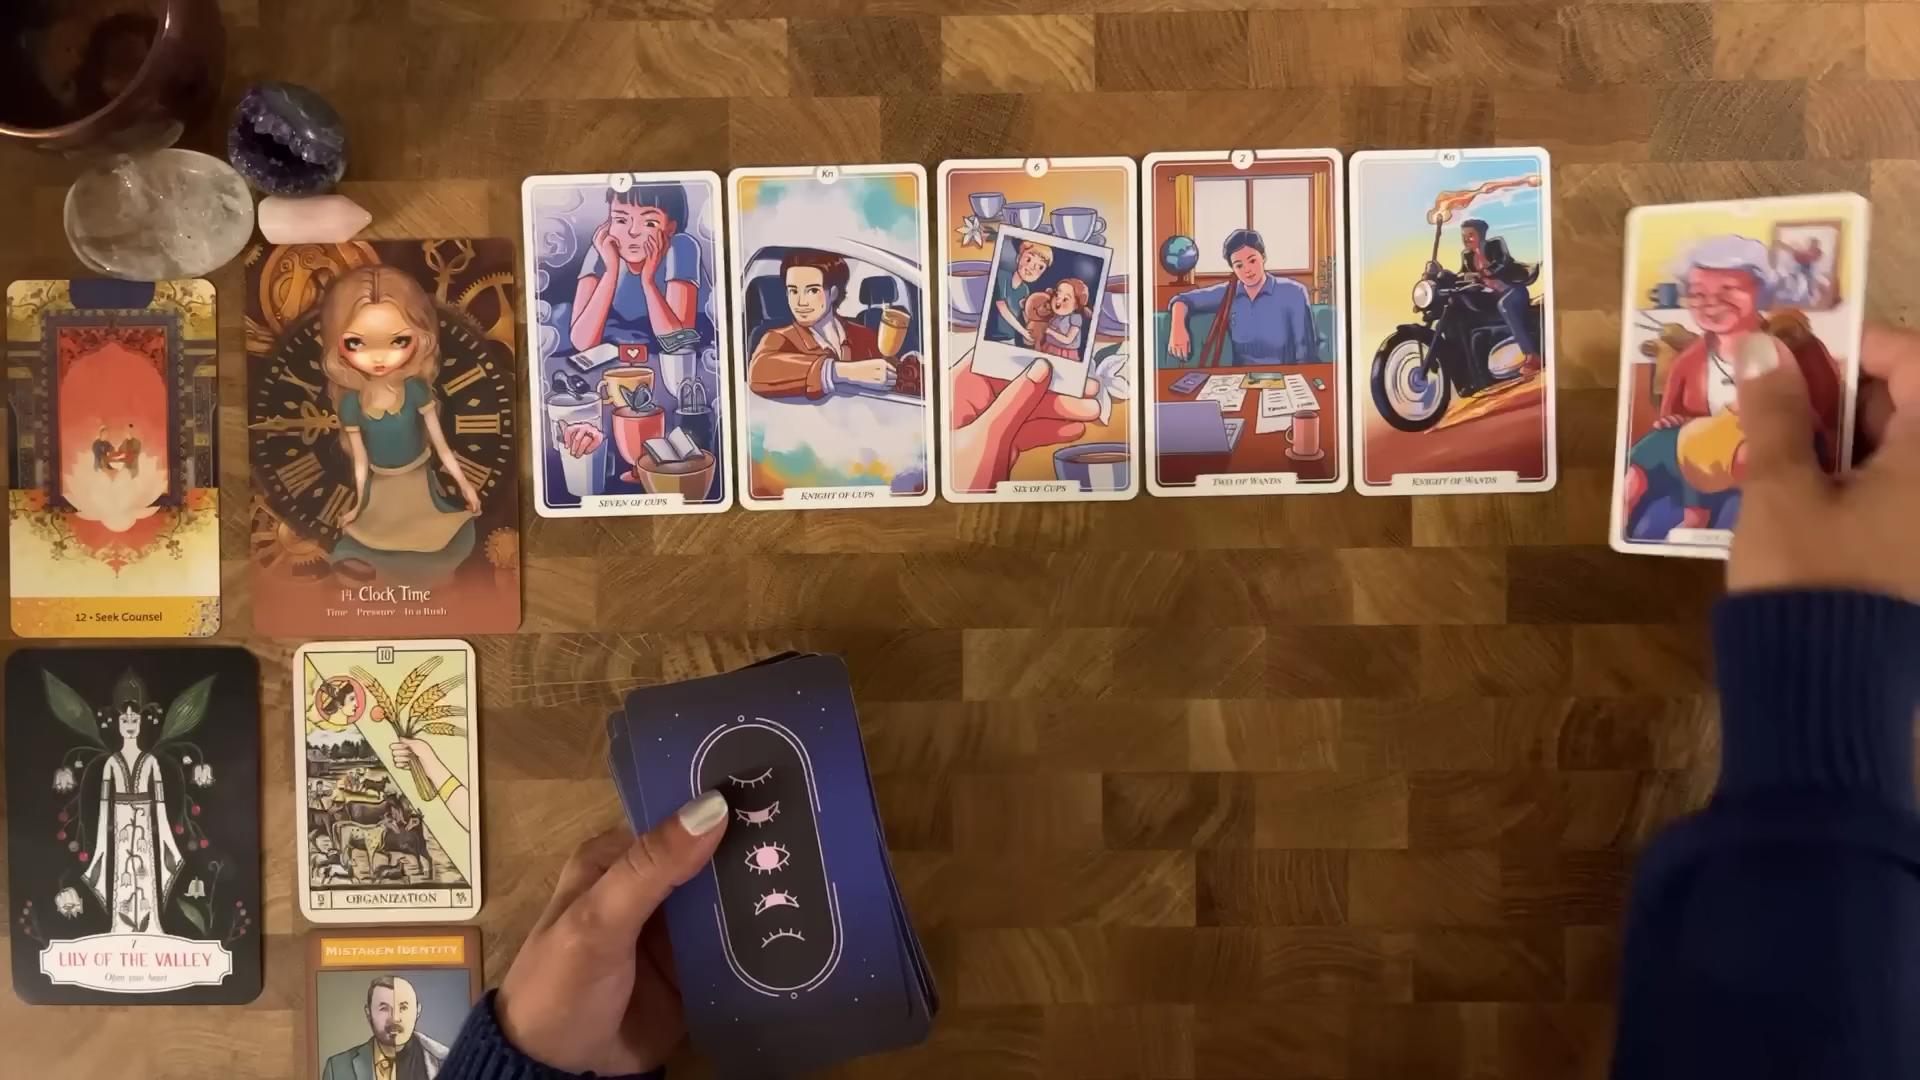 7
SEVEN OF CUPS
Kn
KNIGHT OF CUPS
6
SIX OF CUPS
2
TWO OF WANDS
Kn
KNIGHT OF WANDS
12 • Seek Counsel
14. Clock Time
Time Pressure In a Rush
7
LILY OF THE VALLEY
Open your heart
10
ORGANIZATION
MISTAKEN IDENTITY